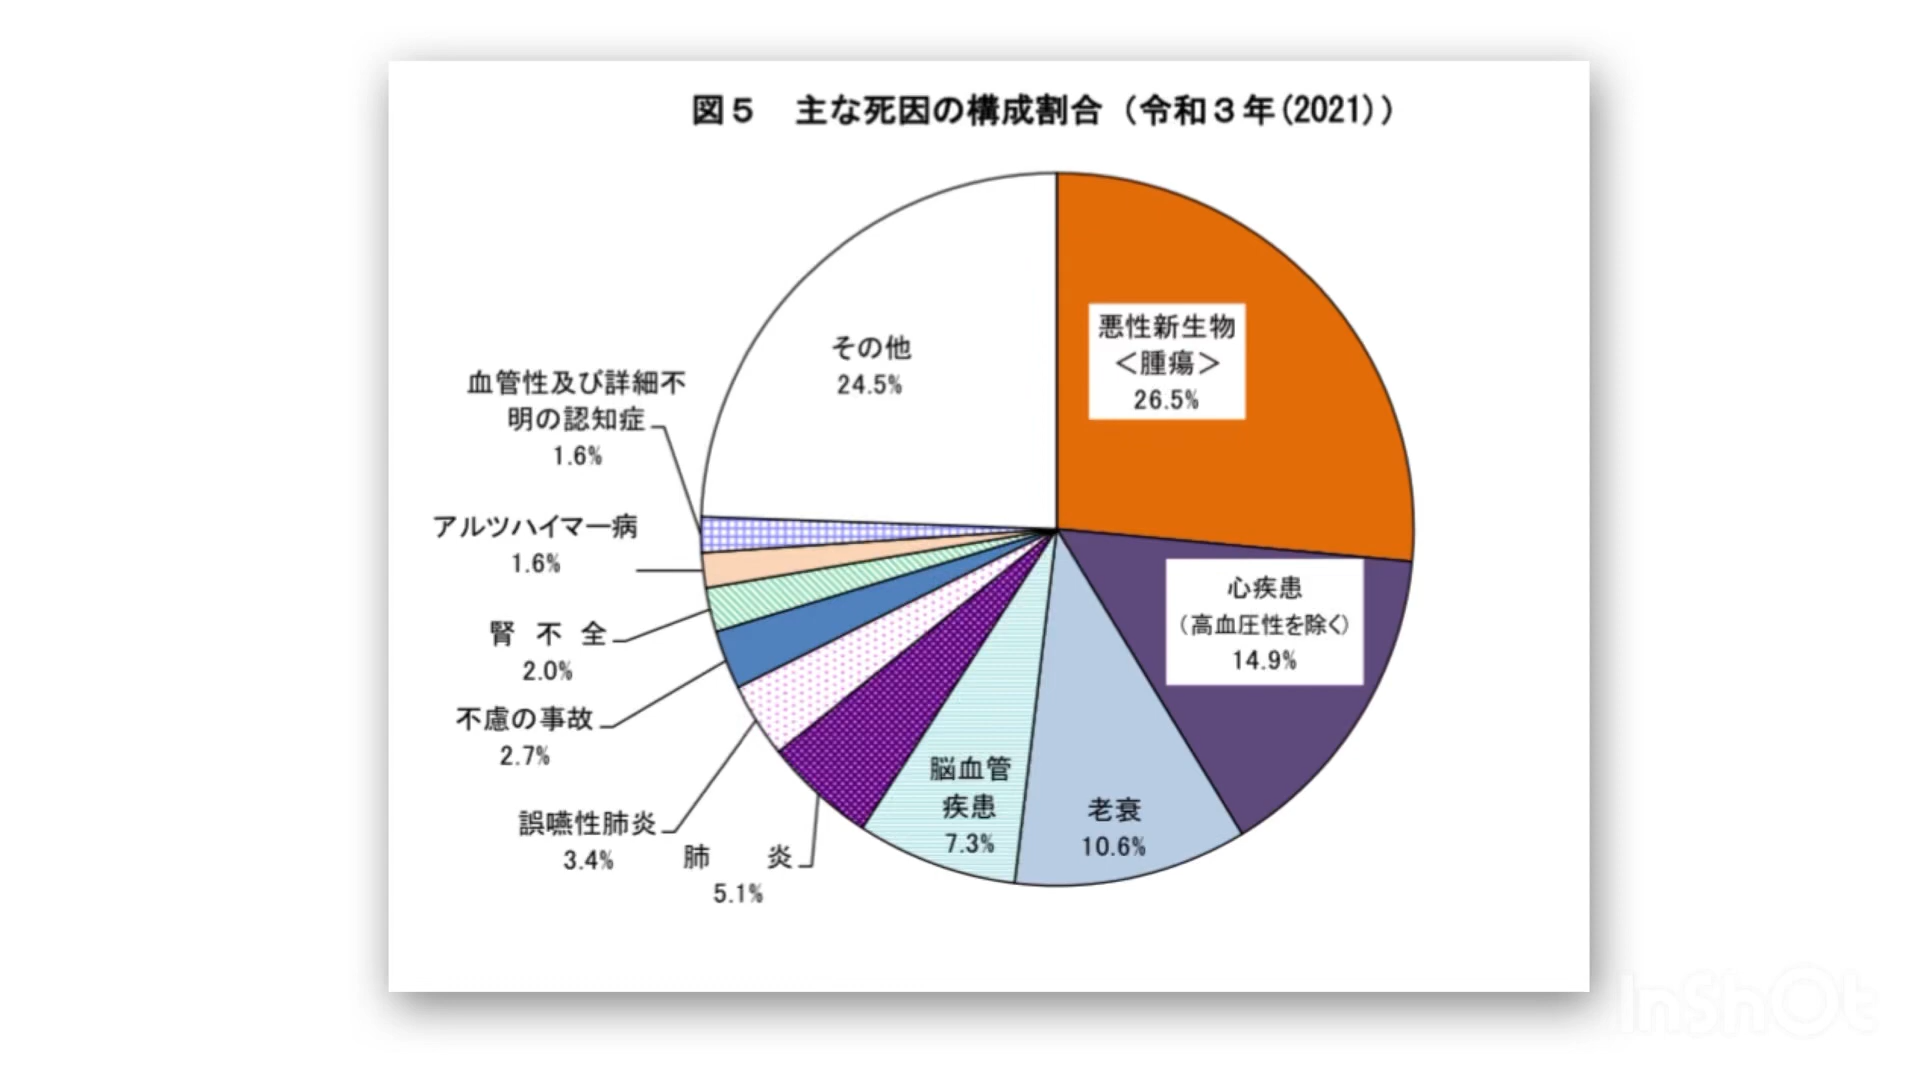 図５　主な死因の構成割合（令和３年(2021)）
悪性新生物
＜腫瘍＞
26.5%
心疾患
（高血圧性を除く）
14.9%
老衰
10.6%
脳血管
疾患
7.3%
肺　　炎
5.1%
誤嚥性肺炎
3.4%
不慮の事故
2.7%
腎　不　全
2.0%
アルツハイマー病
1.6%
血管性及び詳細不
明の認知症
1.6%
その他
24.5%
InShOt